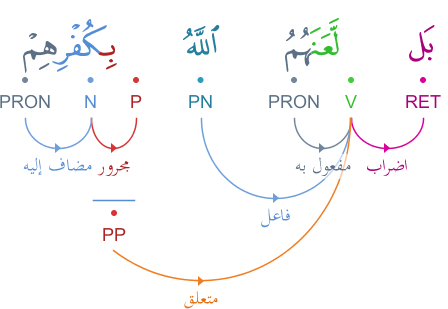 بَل لَّعَنَهُمُ ٱللَّهُ بِكُفْرِهِمْ
RET V PRON PN P N PRON
اضراب مفعول به مجرور مضاف إليه
فاعل
PP
متعلق